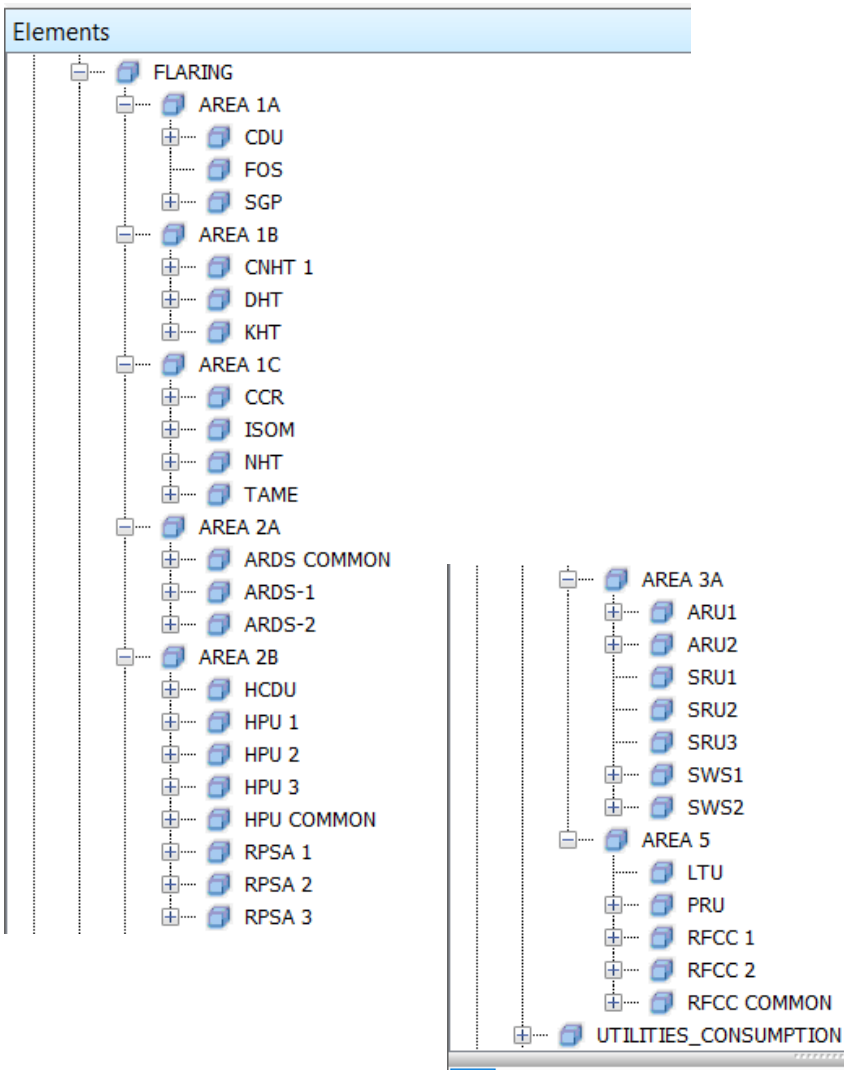 Elements
FLARING
AREA 1A
CDU
FOS
SGP
AREA 1B
CNHT 1
DHT
KHT
AREA 1C
CCR
ISOM
NHT
TAME
AREA 2A
ARDS COMMON
ARDS-1
ARDS-2
AREA 2B
HCDU
HPU 1
HPU 2
HPU 3
HPU COMMON
RPSA 1
RPSA 2
RPSA 3
AREA 3A
ARU1
ARU2
SRU1
SRU2
SRU3
SWS1
SWS2
AREA 5
LTU
PRU
RFCC 1
RFCC 2
RFCC COMMON
UTILITIES_CONSUMPTION